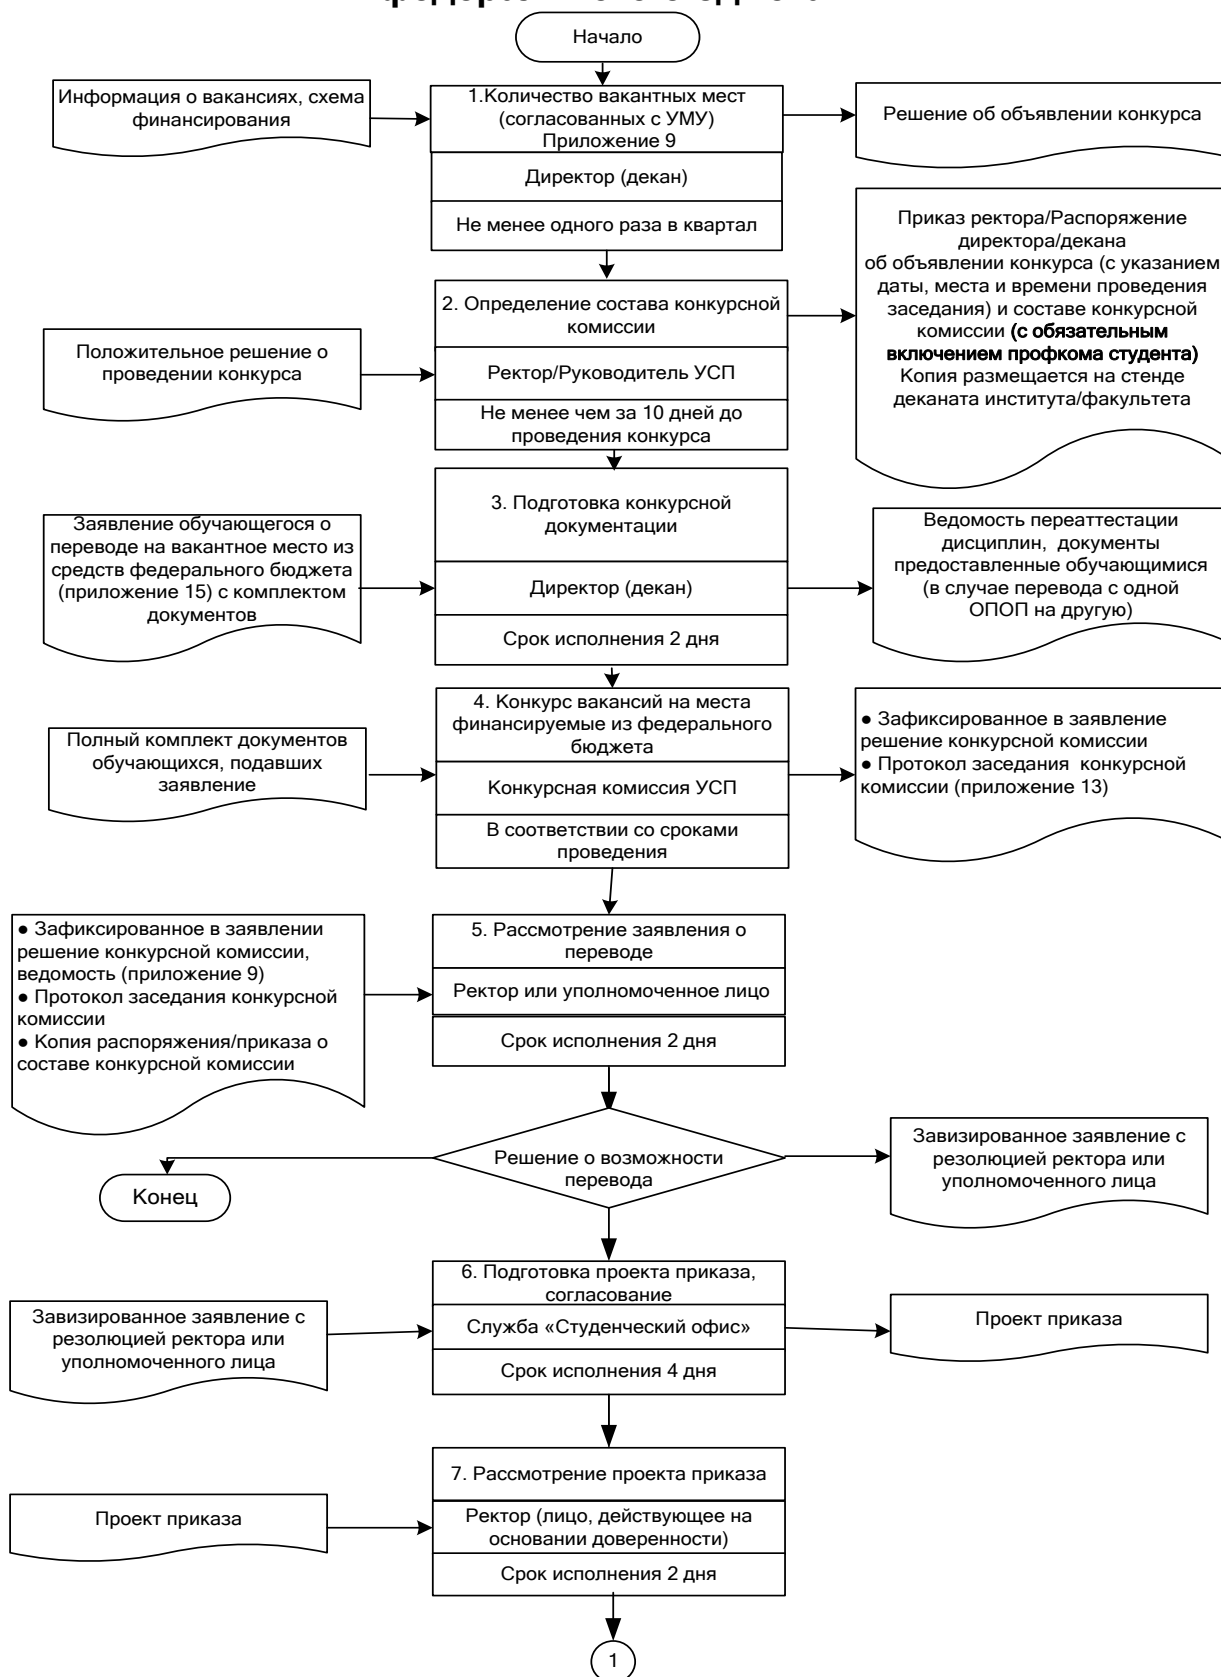 Начало
Информация о вакансиях, схема
финансирования
1.Количество вакантных мест
(согласованных с УМУ)
Приложение 9
Директор (декан)
Не менее одного раза в квартал
Решение об объявлении конкурса
Приказ ректора/Распоряжение
директора/декана
об объявлении конкурса (с указанием
даты, места и времени проведения
заседания) и составе конкурсной
комиссии (с обязательным
включением профкома студента)
Копия размещается на стенде
деканата института/факультета
2. Определение состава конкурсной
комиссии
Ректор/Руководитель УСП
Не менее чем за 10 дней до
проведения конкурса
Положительное решение о
проведении конкурса
3. Подготовка конкурсной
документации
Директор (декан)
Срок исполнения 2 дня
Заявление обучающегося о
переводе на вакантное место из
средств федерального бюджета
(приложение 15) с комплектом
документов
Ведомость переаттестации
дисциплин, документы
предоставленные обучающимися
(в случае перевода с одной
ОПОП на другую)
4. Конкурс вакансий на места
финансируемые из федерального
бюджета
Конкурсная комиссия УСП
В соответствии со сроками
проведения
Полный комплект документов
обучающихся, подавших
заявление
● Зафиксированное в заявление
решение конкурсной комиссии
● Протокол заседания конкурсной
комиссии (приложение 13)
● Зафиксированное в заявлении
решение конкурсной комиссии,
ведомость (приложение 9)
● Протокол заседания конкурсной
комиссии
● Копия распоряжения/приказа о
составе конкурсной комиссии
5. Рассмотрение заявления о
переводе
Ректор или уполномоченное лицо
Срок исполнения 2 дня
Решение о возможности
перевода
Конец
Завизированное заявление с
резолюцией ректора или
уполномоченного лица
6. Подготовка проекта приказа,
согласование
Служба «Студенческий офис»
Срок исполнения 4 дня
Завизированное заявление с
резолюцией ректора или
уполномоченного лица
Проект приказа
7. Рассмотрение проекта приказа
Ректор (лицо, действующее на
основании доверенности)
Срок исполнения 2 дня
Проект приказа
1